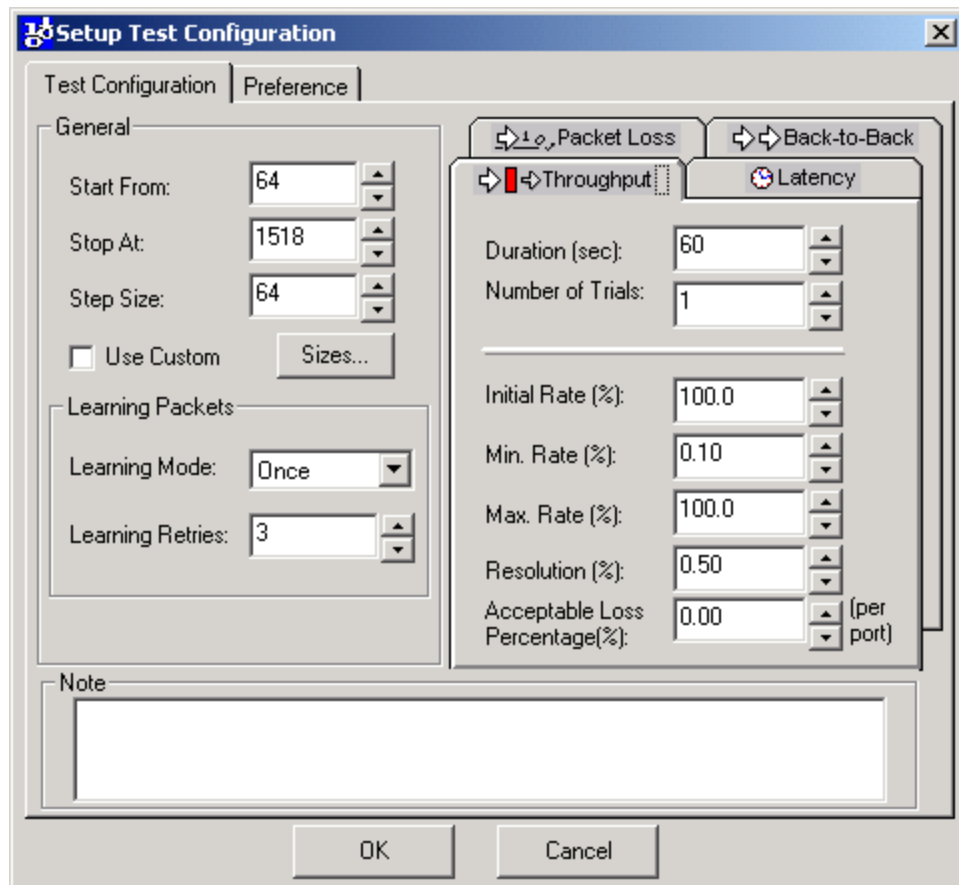 Setup Test Configuration
Test Configuration
Preference
General
Start From:
64
Stop At:
1518
Step Size:
64
Use Custom
Sizes...
Learning Packets
Learning Mode:
Once
Learning Retries:
3
Packet Loss
Back-to-Back
Throughput
Latency
Duration (sec):
60
Number of Trials:
1
Initial Rate (%):
100.0
Min. Rate (%):
0.10
Max. Rate (%):
100.0
Resolution (%):
0.50
Acceptable Loss
Percentage(%):
0.00
(per
port)
Note
OK
Cancel